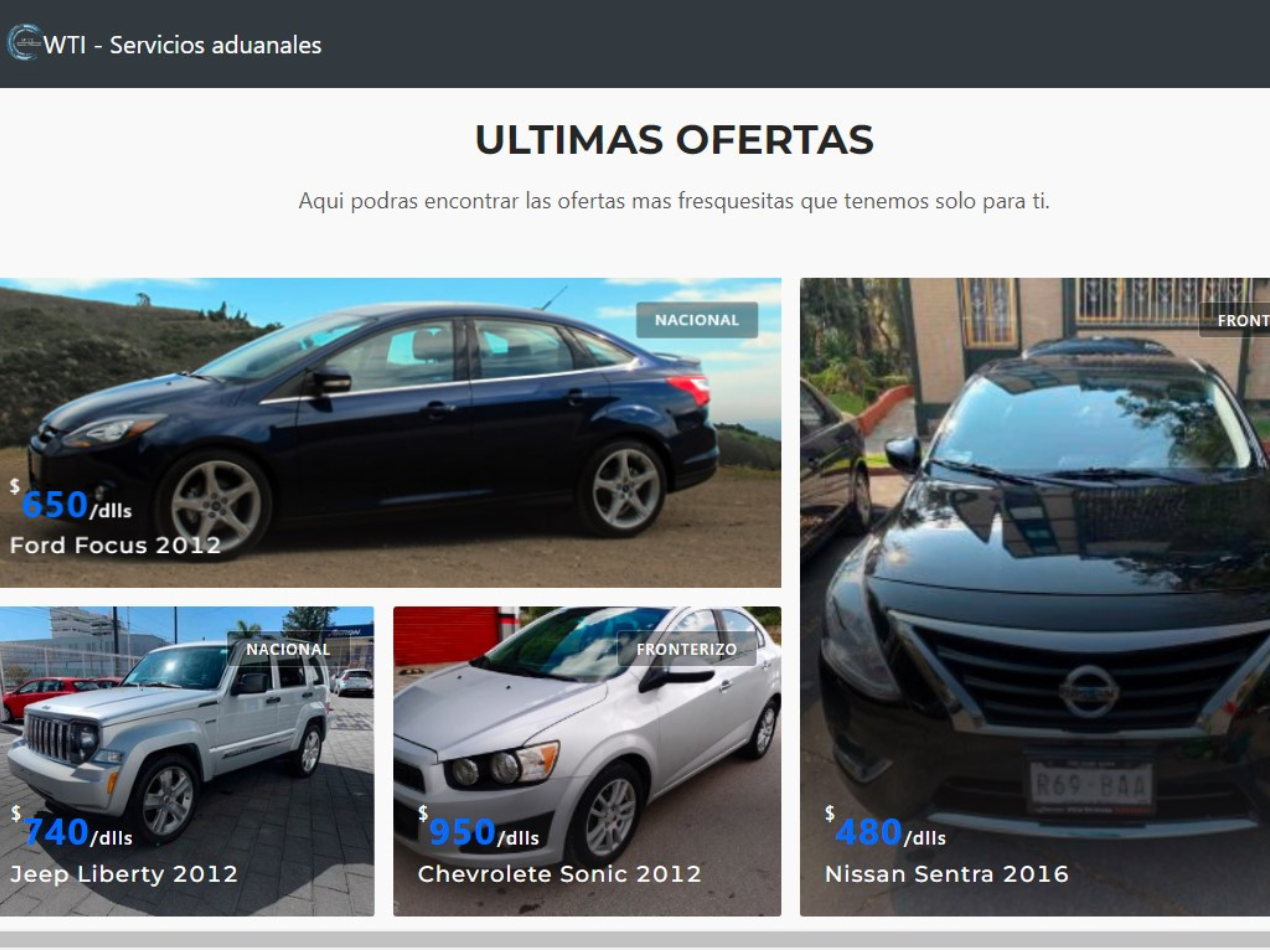 WTI - Servicios aduanales
ULTIMAS OFERTAS
Aqui podras encontrar las ofertas mas fresquesitas que tenemos solo para ti.
NACIONAL
$650/dlls
Ford Focus 2012
FRONT
R69-BAA
$480/dlls
Nissan Sentra 2016
NACIONAL
$740/dlls
Jeep Liberty 2012
FRONTERIZO
$950/dlls
Chevrolete Sonic 2012